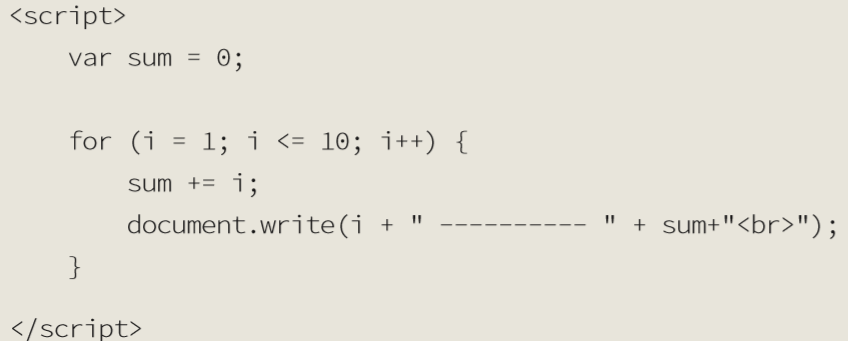 <script>
    var sum = 0;

    for (i = 1; i <= 10; i++) {
        sum += i;
        document.write(i + " ---------- " + sum+"<br>");
    }

</script>